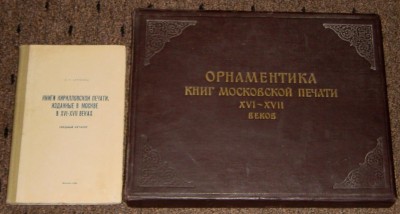 КНИГИ КИРИЛЛОВСКОЙ ПЕЧАТИ,
ИЗДАННЫЕ В МОСКВЕ
В XVI-XVII ВЕКАХ
ОРНАМЕНТИКА
КНИГ МОСКОВСКОЙ ПЕЧАТИ
XVI-XVII
ВЕКОВ